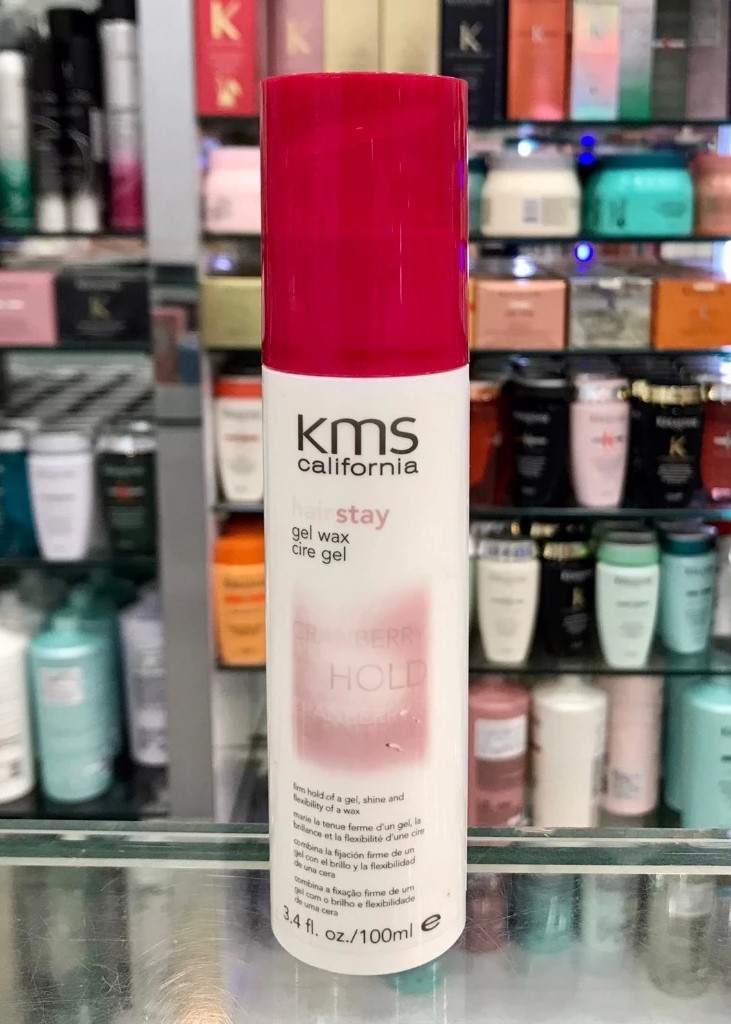 kms
california
hairstay
gel wax
cire gel
CRANBERRY
HOLD
firm hold of a gel, shine and
flexibility of a wax
marie la tenue ferme d'un gel, la
brillance et la flexibilité d'une cire
combina la fijación firme de un
gel con el brillo y la flexibilidad
de una cera
combina a fixação firme de um
gel com o brilho e flexibilidade
de uma cera
3.4 fl. oz./100ml e